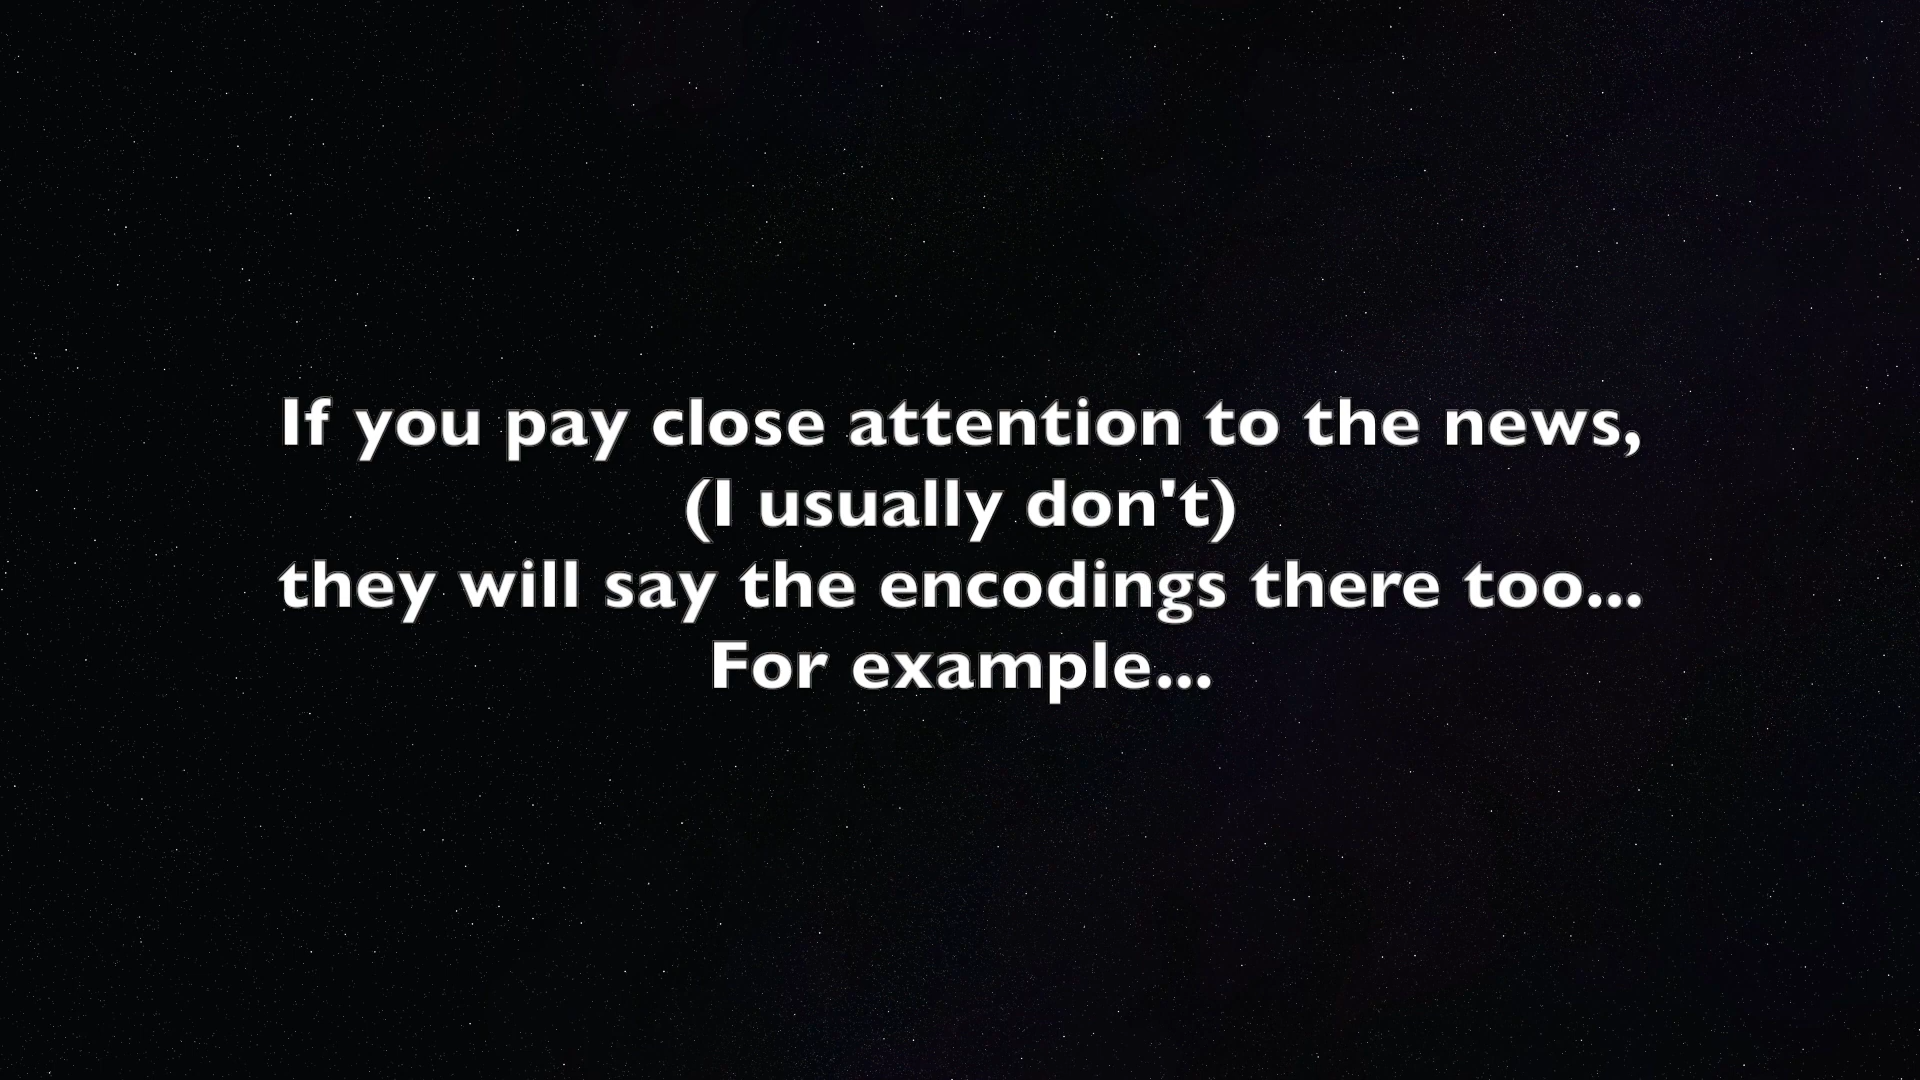 If you pay close attention to the news,
(I usually don't)
they will say the encodings there too...
For example...